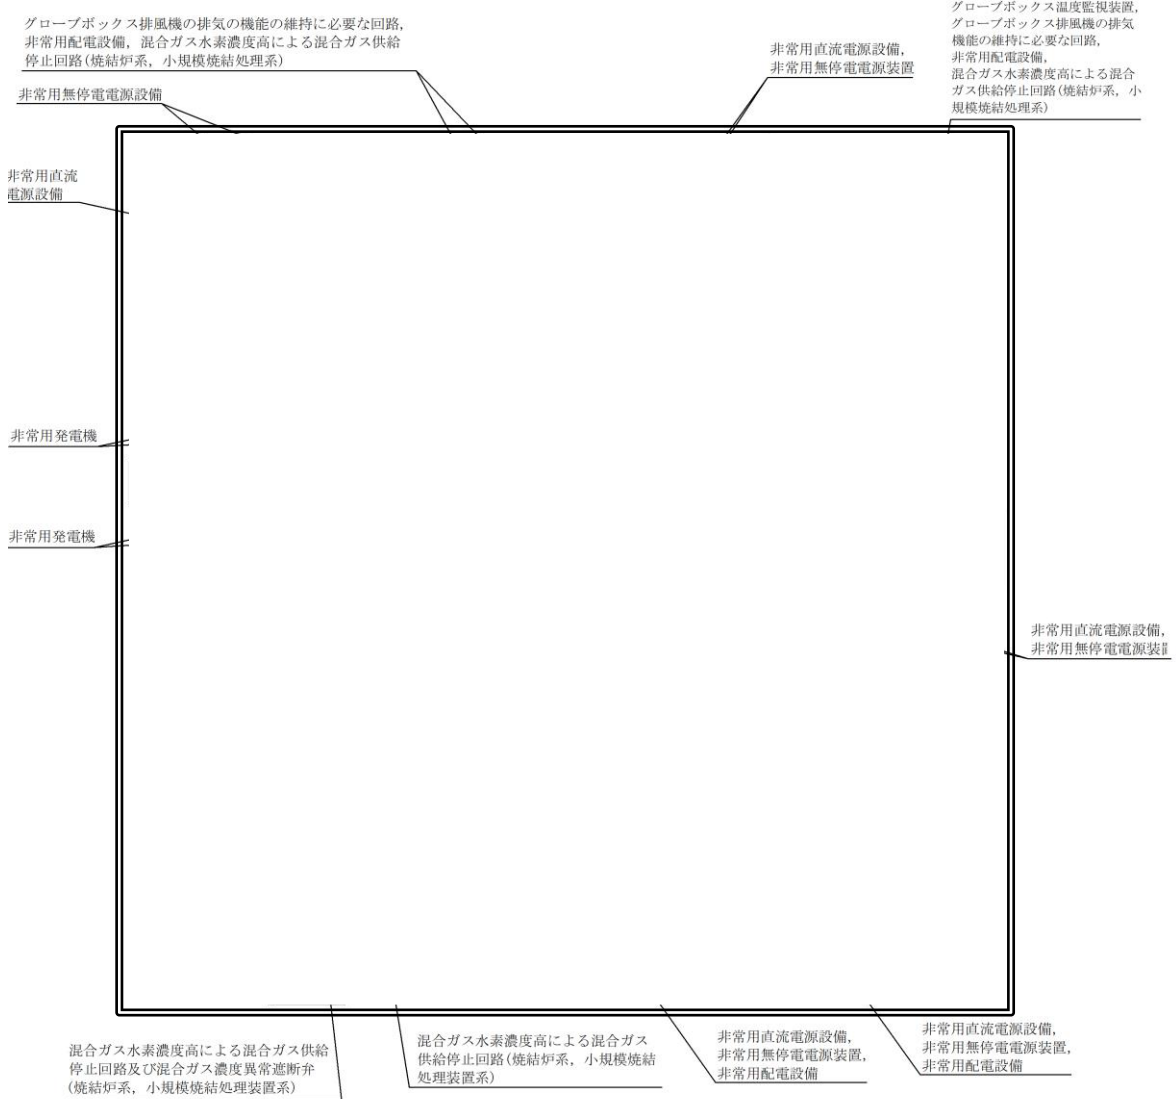 グローブボックス排風機の排気の機能の維持に必要な回路,
非常用配電設備, 混合ガス水素濃度高による混合ガス供給
停止回路(焼結炉系, 小規模焼結処理系)
非常用無停電電源設備
非常用直流電源設備,
非常用無停電電源装置
グローブボックス温度監視装置,
グローブボックス排風機の排気
機能の維持に必要な回路,
非常用配電設備,
混合ガス水素濃度高による混合
ガス供給停止回路(焼結炉系, 小
規模焼結処理系)
非常用直流
電源設備
非常用発電機
非常用発電機
非常用直流電源設備,
非常用無停電電源装
混合ガス水素濃度高による混合ガス供給
停止回路及び混合ガス濃度異常遮断弁
(焼結炉系, 小規模焼結処理装置系)
混合ガス水素濃度高による混合ガス
供給停止回路(焼結炉系, 小規模焼結
処理装置系)
非常用直流電源設備,
非常用無停電電源装置,
非常用配電設備
非常用直流電源設備,
非常用無停電電源装置,
非常用配電設備